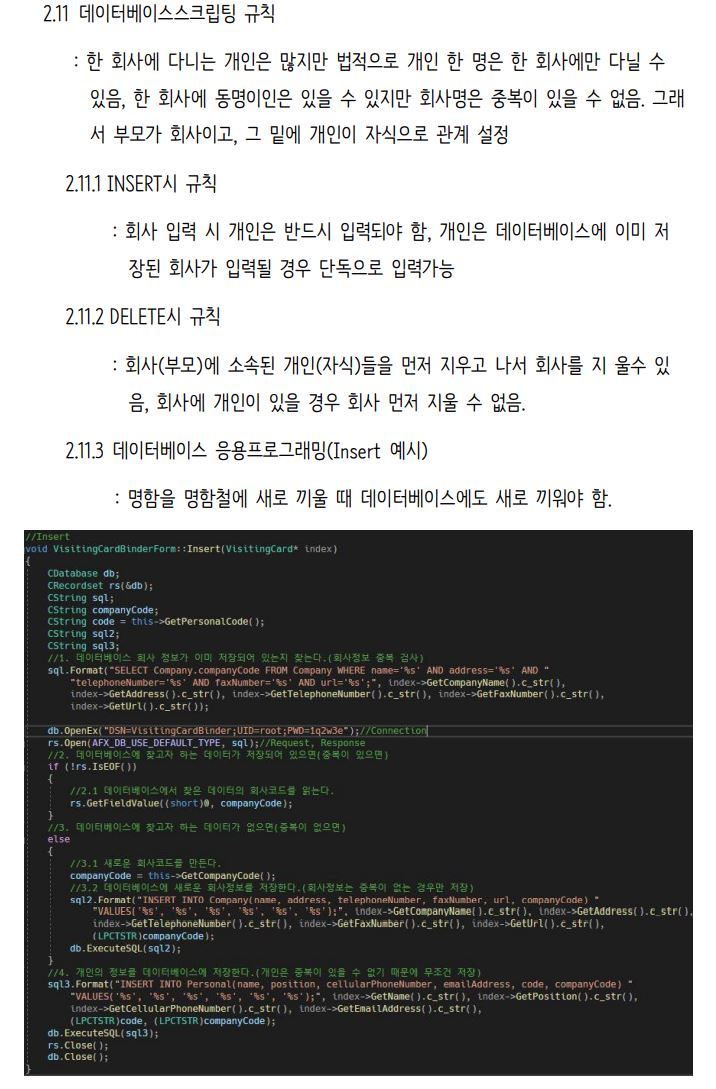 2.11 데이터베이스스크립팅 규칙
: 한 회사에 다니는 개인은 많지만 법적으로 개인 한 명은 한 회사에만 다닐 수
있음, 한 회사에 동명이인은 있을 수 있지만 회사명은 중복이 있을 수 없음. 그래
서 부모가 회사이고, 그 밑에 개인이 자식으로 관계 설정
2.11.1 INSERT시 규칙
: 회사 입력 시 개인은 반드시 입력되야 함, 개인은 데이터베이스에 이미 저
장된 회사가 입력될 경우 단독으로 입력가능
2.11.2 DELETE시 규칙
: 회사(부모)에 소속된 개인(자식)들을 먼저 지우고 나서 회사를 지 울수 있
음, 회사에 개인이 있을 경우 회사 먼저 지울 수 없음.
2.11.3 데이터베이스 응용프로그래밍(Insert 예시)
: 명함을 명함철에 새로 끼울 때 데이터베이스에도 새로 끼워야 함.
//Insert
void VisitingCardBinderForm::Insert(VisitingCard* index)
{
CDatabase db;
CRecordset rs(&db);
CString sql;
CString companyCode;
CString code = this->GetPersonalCode();
CString sql2;
CString sql3;
//1. 데이터베이스 회사 정보가 이미 저장되어 있는지 찾는다.(회사정보 중복 검사)
sql.Format("SELECT Company.companyCode FROM Company WHERE name='%s' AND address='%s' AND "
"telephoneNumber='%s' AND faxNumber='%s' AND url='%s';", index->GetCompanyName().c_str(),
index->GetAddress().c_str(), index->GetTelephoneNumber().c_str(), index->GetFaxNumber().c_str(),
index->GetUrl().c_str());
db.OpenEx("DSN=VisitingCardBinder;UID=root;PWD=1q2w3e");//Connection
rs.Open(AFX_DB_USE_DEFAULT_TYPE, sql);//Request, Response
//2. 데이터베이스에 찾고자 하는 데이터가 저장되어 있으면(중복이 있으면)
if (!rs.IsEOF())
{
//2.1 데이터베이스에서 찾은 데이터의 회사코드를 읽는다.
rs.GetFieldValue((short)0, companyCode);
}
//3. 데이터베이스에 찾고자 하는 데이터가 없으면(중복이 없으면)
else
{
//3.1 새로운 회사코드를 만든다.
companyCode = this->GetCompanyCode();
//3.2 데이터베이스에 새로운 회사정보를 저장한다.(회사정보는 중복이 없는 경우만 저장)
sql2.Format("INSERT INTO Company(name, address, telephoneNumber, faxNumber, url, companyCode) "
"VALUES('%s', '%s', '%s', '%s', '%s', '%s');", index->GetCompanyName().c_str(), index->GetAddress().c_str(),
index->GetTelephoneNumber().c_str(), index->GetFaxNumber().c_str(), index->GetUrl().c_str(),
(LPCTSTR)companyCode);
db.ExecuteSQL(sql2);
}
//4. 개인의 정보를 데이터베이스에 저장한다.(개인은 중복이 있을 수 없기 때문에 무조건 저장)
sql3.Format("INSERT INTO Personal(name, position, cellularPhoneNumber, emailAddress, code, companyCode) "
"VALUES('%s', '%s', '%s', '%s', '%s', '%s');", index->GetName().c_str(), index->GetPosition().c_str(),
index->GetCellularPhoneNumber().c_str(), index->GetEmailAddress().c_str(),
(LPCTSTR)code, (LPCTSTR)companyCode);
db.ExecuteSQL(sql3);
rs.Close();
db.Close();
}